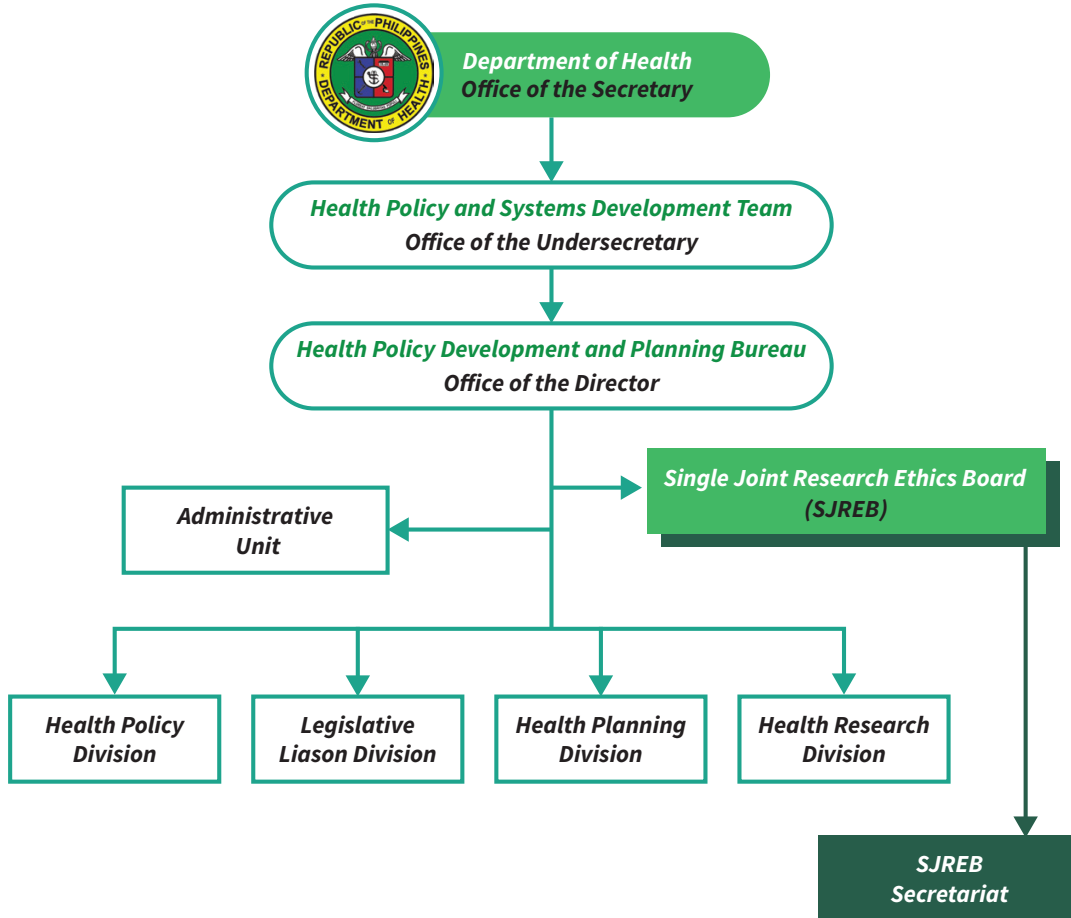 REPUBLIC OF THE PHILIPPINES
DEPARTMENT OF HEALTH
Department of Health
Office of the Secretary
Health Policy and Systems Development Team
Office of the Undersecretary
Health Policy Development and Planning Bureau
Office of the Director
Single Joint Research Ethics Board
(SJREB)
Administrative
Unit
Health Policy
Division
Legislative
Liason Division
Health Planning
Division
Health Research
Division
SJREB
Secretariat